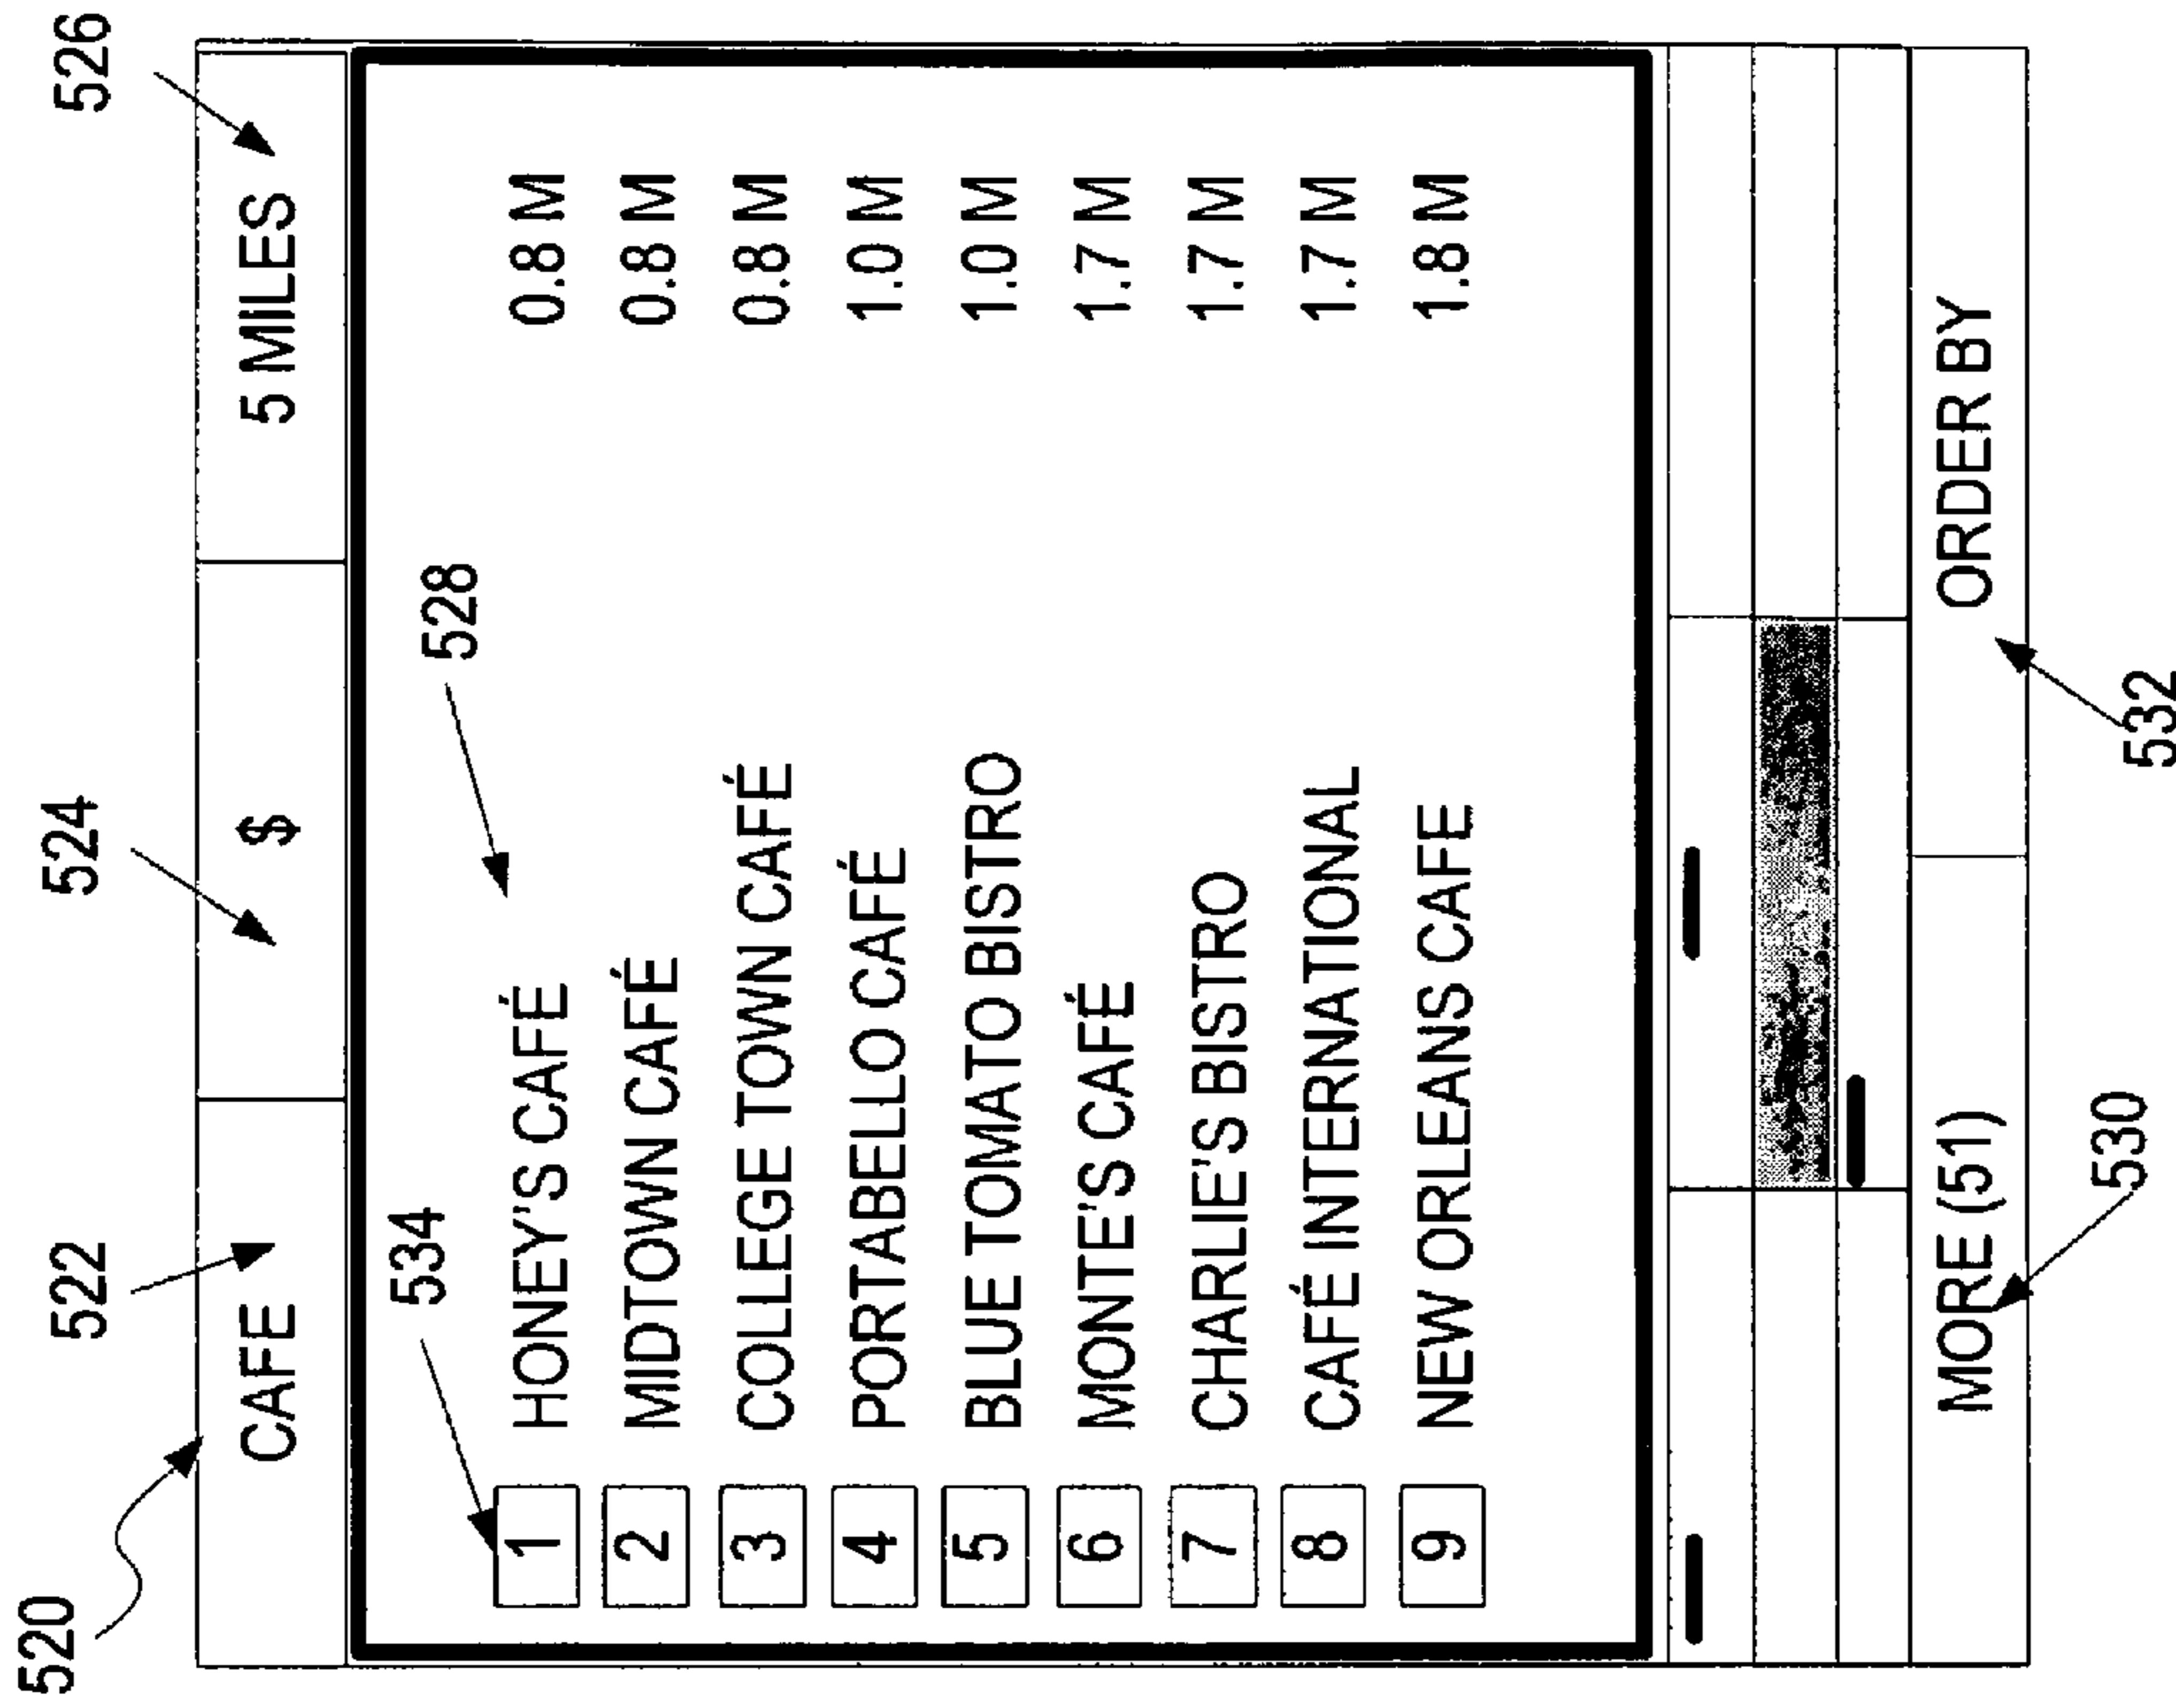 520
522
524
526
CAFE $ 5 MILES
534
528
1 HONEY'S CAFÉ 0.8 M
2 MIDTOWN CAFÉ 0.8 M
3 COLLEGE TOWN CAFÉ 0.8 M
4 PORTABELLO CAFÉ 1.0 M
5 BLUE TOMATO BISTRO 1.0 M
6 MONTE'S CAFÉ 1.7 M
7 CHARLIE'S BISTRO 1.7 M
8 CAFÉ INTERNATIONAL 1.7 M
9 NEW ORLEANS CAFE 1.8 M
MORE (51) ORDER BY
530
532